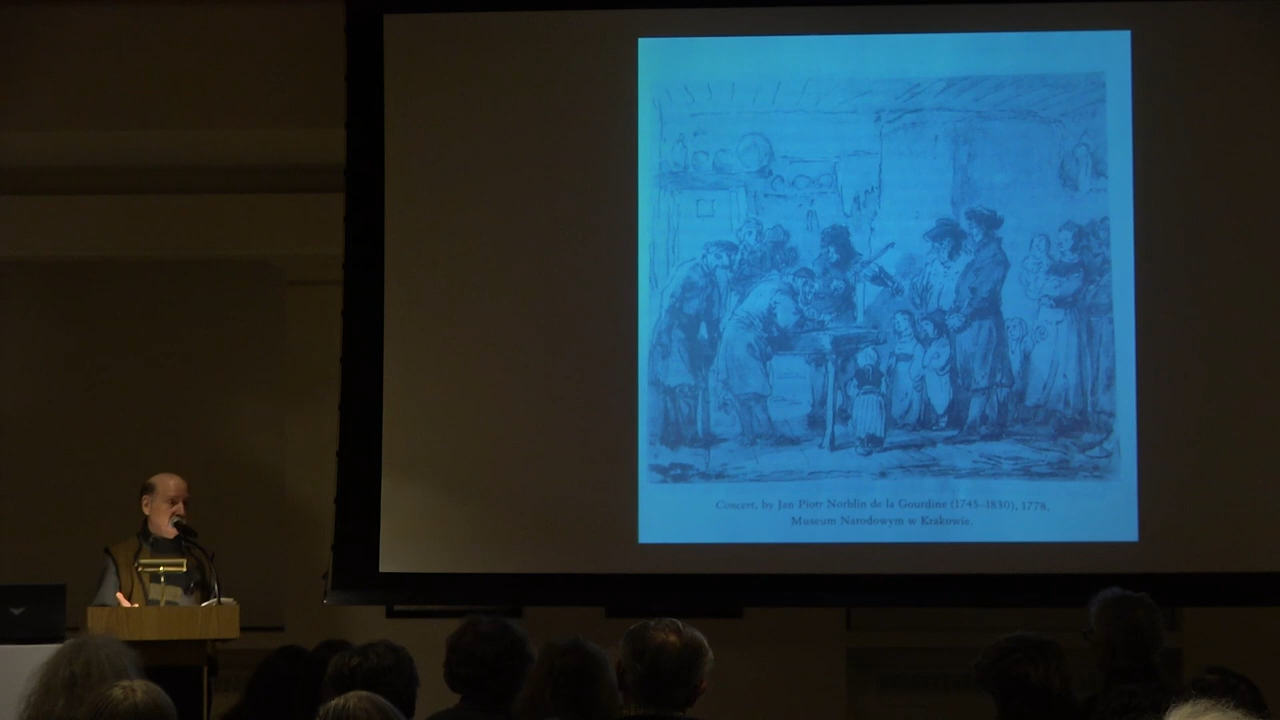 Concert, by Jan Piotr Norblin de la Gourdine (1745–1830), 1778,
Museum Narodowym w Krakowie.